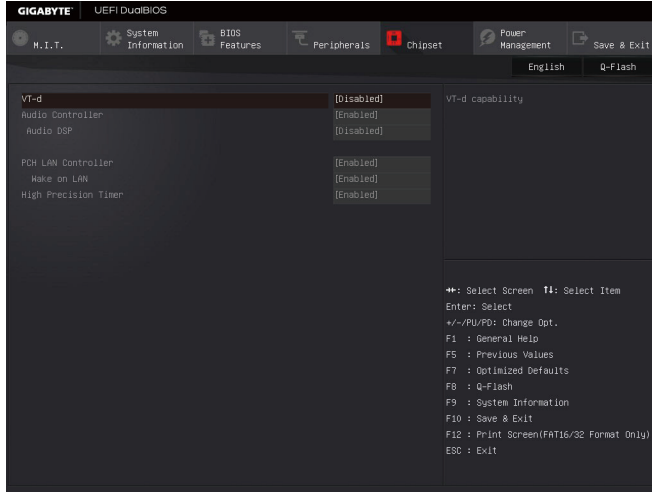 GIGABYTE™ UEFI DualBIOS
M.I.T. System Information BIOS Features Peripherals Chipset Power Management Save & Exit
English Q-Flash
VT-d [Disabled] VT-d capability
Audio Controller [Enabled]
Audio DSP [Disabled]
PCH LAN Controller [Enabled]
Wake on LAN [Enabled]
High Precision Timer [Enabled]
→←: Select Screen ↑↓: Select Item
Enter: Select
+/-/PU/PD: Change Opt.
F1 : General Help
F5 : Previous Values
F7 : Optimized Defaults
F8 : Q-Flash
F9 : System Information
F10 : Save & Exit
F12 : Print Screen(FAT16/32 Format Only)
ESC : Exit